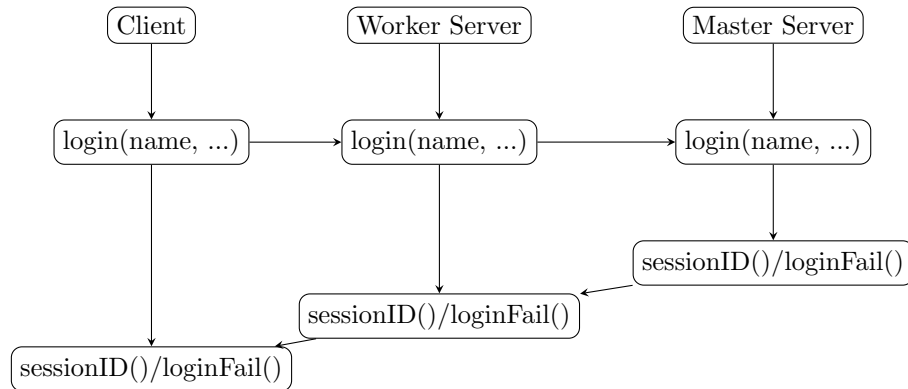 Client
Worker Server
Master Server
login(name, ...)
login(name, ...)
login(name, ...)
sessionID()/loginFail()
sessionID()/loginFail()
sessionID()/loginFail()